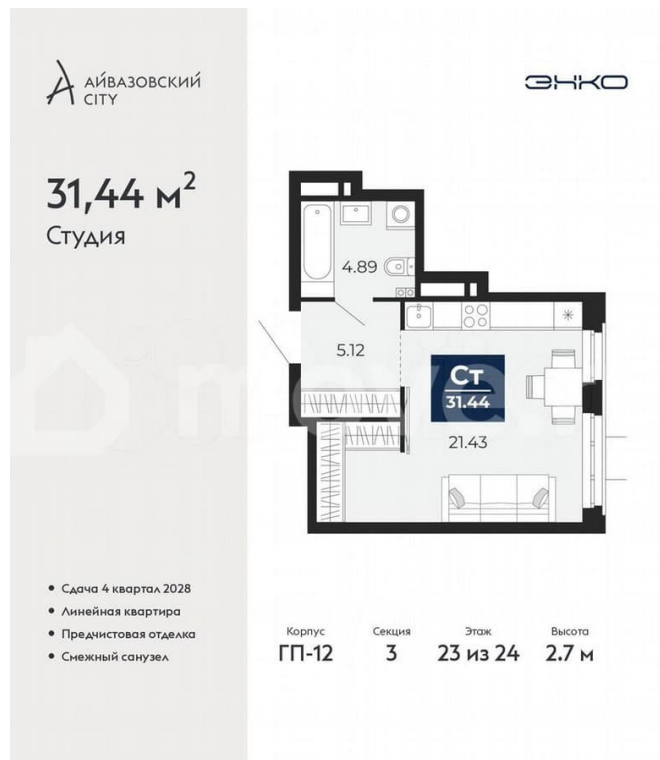 АЙВАЗОВСКИЙ
CITY
ЭНКО
31,44 м²
Студия
4.89
5.12
Ст
31.44
21.43
• Сдача 4 квартал 2028
• Линейная квартира
• Предчистовая отделка
• Смежный санузел
Корпус Секция Этаж Высота
ГП-12 3 23 из 24 2.7 м